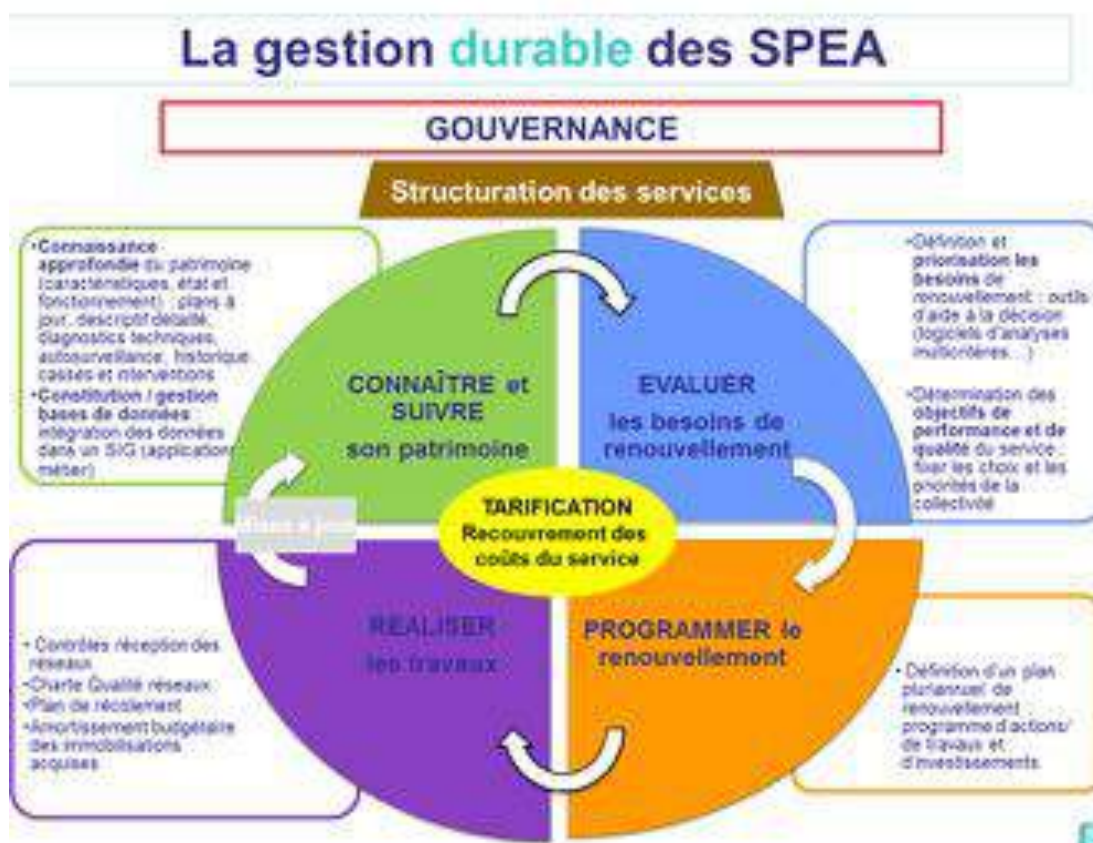 La gestion durable des SPEA
GOUVERNANCE
Structuration des services
•Connaissance
approfondie du patrimoine
(caractéristiques, état et
fonctionnement) : plans à
jour, descriptif détaillé,
diagnostics techniques,
autosurveillance, historique
casses et interventions
•Constitution / gestion
bases de données :
intégration des données
dans un SIG (application
métier)
CONNAÎTRE et
SUIVRE
son patrimoine
EVALUER
les besoins de
renouvellement
•Définition et
priorisation les
besoins de
renouvellement : outils
d'aide à la décision
(logiciels d'analyses
multicritères...)
•Détermination des
objectifs de
performance et de
qualité du service :
fixer les choix et les
priorités de la
collectivité
TARIFICATION
Recouvrement des
coûts du service
REALISER
les travaux
PROGRAMMER le
renouvellement
• Contrôles réception des
réseaux
•Charte Qualité réseaux
•Plan de récolement
•Amortissement budgétaire
des immobilisations
acquises
• Définition d'un plan
pluriannuel de
renouvellement :
programme d'actions/
de travaux et
d'investissements